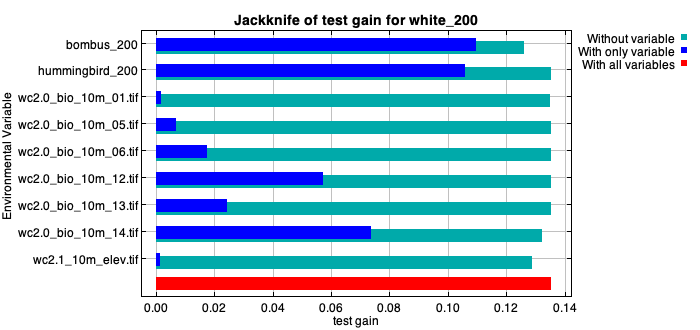 Jackknife of test gain for white_200
Without variable
With only variable
With all variables
Environmental Variable
bombus_200
hummingbird_200
wc2.0_bio_10m_01.tif
wc2.0_bio_10m_05.tif
wc2.0_bio_10m_06.tif
wc2.0_bio_10m_12.tif
wc2.0_bio_10m_13.tif
wc2.0_bio_10m_14.tif
wc2.1_10m_elev.tif
0.00 0.02 0.04 0.06 0.08 0.10 0.12 0.14
test gain